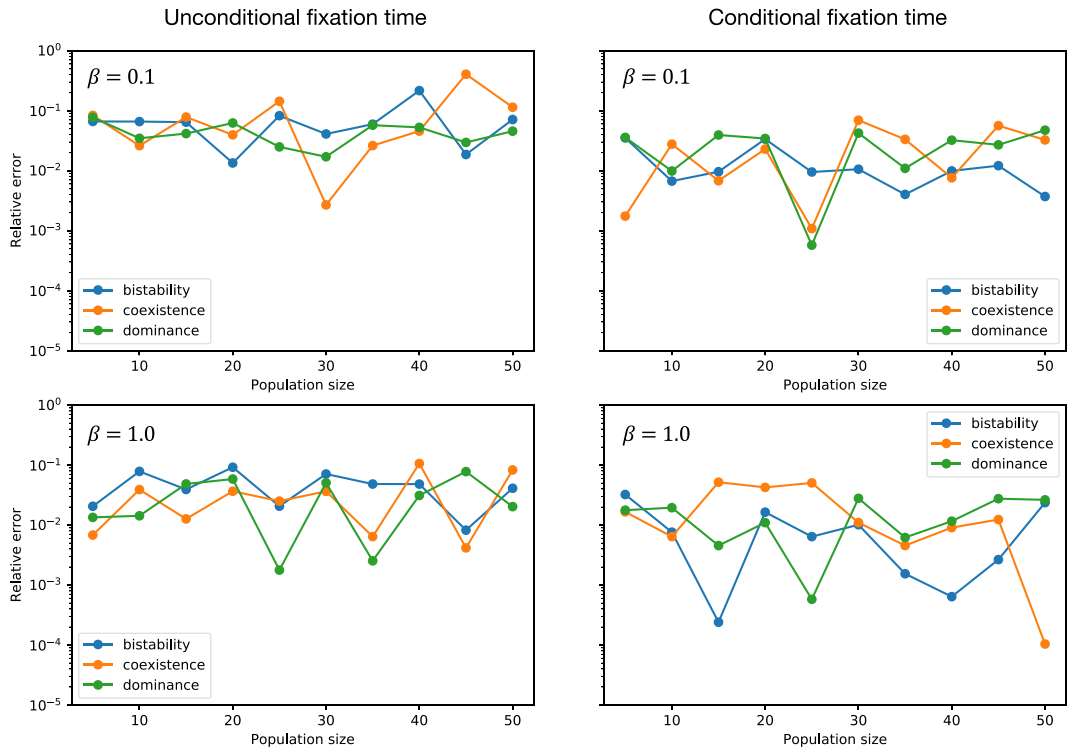 Unconditional fixation time
Conditional fixation time
10⁰
10⁻¹
10⁻²
10⁻³
10⁻⁴
10⁻⁵
Relative error
β = 0.1
bistability
coexistence
dominance
10
20
30
40
50
Population size
β = 0.1
bistability
coexistence
dominance
10
20
30
40
50
Population size
10⁰
10⁻¹
10⁻²
10⁻³
10⁻⁴
10⁻⁵
Relative error
β = 1.0
bistability
coexistence
dominance
10
20
30
40
50
Population size
β = 1.0
bistability
coexistence
dominance
10
20
30
40
50
Population size